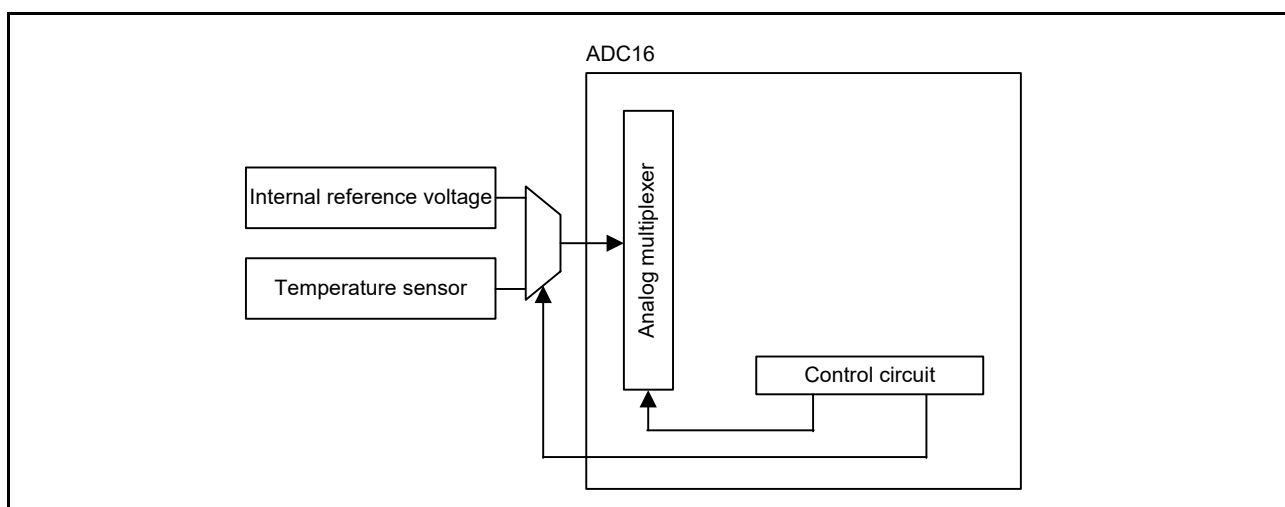 ADC16
Internal reference voltage
Temperature sensor
Analog multiplexer
Control circuit